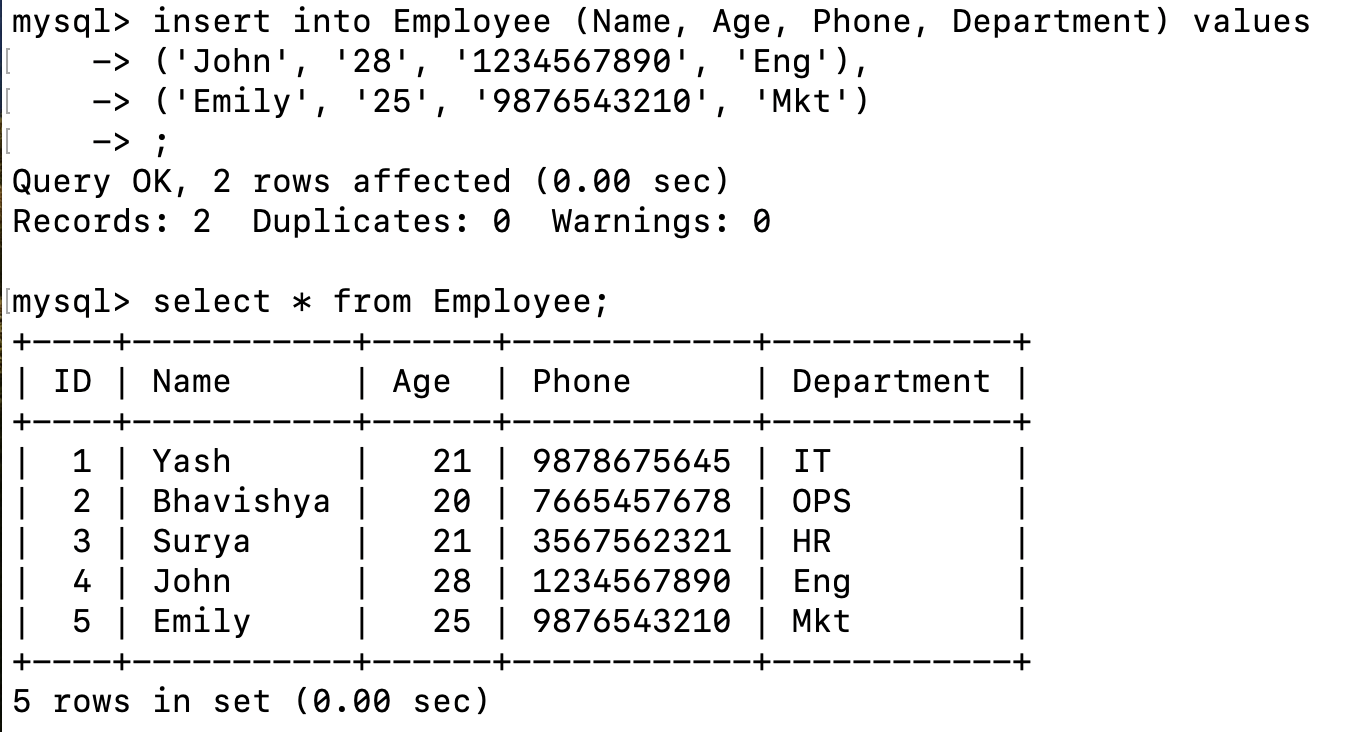 mysql> insert into Employee (Name, Age, Phone, Department) values
[    -> ('John', '28', '1234567890', 'Eng'),
[    -> ('Emily', '25', '9876543210', 'Mkt')
[    -> ;
Query OK, 2 rows affected (0.00 sec)
Records: 2  Duplicates: 0  Warnings: 0

[mysql> select * from Employee;
+----+-----------+------+------------+------------+
| ID | Name      | Age  | Phone      | Department |
+----+-----------+------+------------+------------+
|  1 | Yash      |   21 | 9878675645 | IT         |
|  2 | Bhavishya |   20 | 7665457678 | OPS        |
|  3 | Surya     |   21 | 3567562321 | HR         |
|  4 | John      |   28 | 1234567890 | Eng        |
|  5 | Emily     |   25 | 9876543210 | Mkt        |
+----+-----------+------+------------+------------+
5 rows in set (0.00 sec)